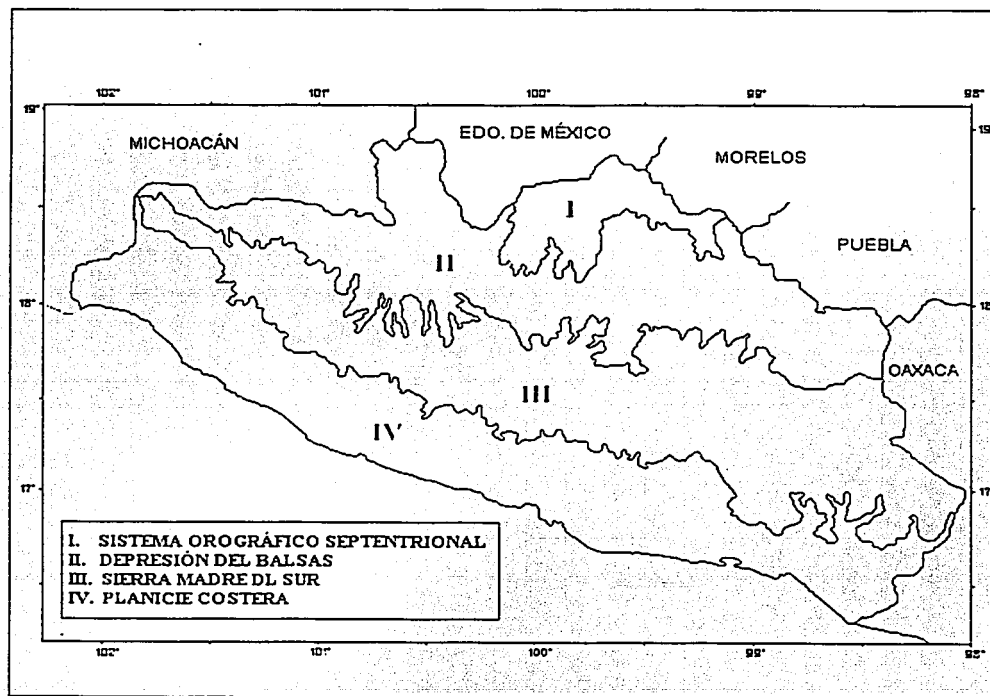 102° 101 100° 99° 98°
19° 19°
MICHOACÁN
EDO. DE MÉXICO
MORELOS
I
PUEBLA
II
18°
OAXACA
III
IV
17°
I. SISTEMA OROGRÁFICO SEPTENTRIONAL
II. DEPRESIÓN DEL BALSAS
III. SIERRA MADRE DL SUR
IV. PLANICIE COSTERA
102° 101 100° 99° 98°